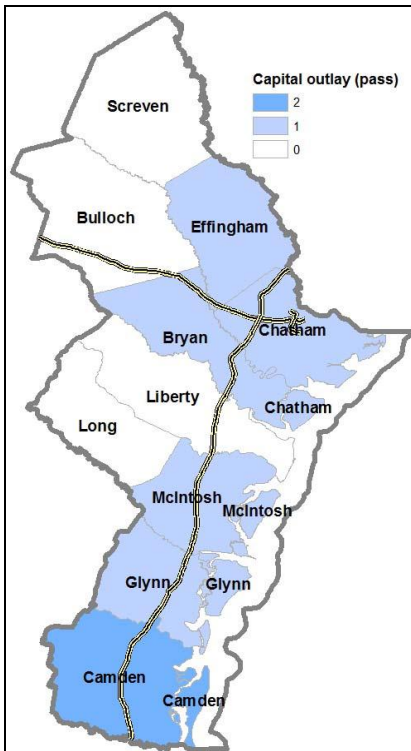 Screven
Capital outlay (pass)
2
1
0
Bulloch
Effingham
Bryan
Chatham
Liberty
Chatham
Long
McIntosh
McIntosh
Glynn
Glynn
Camden
Camden